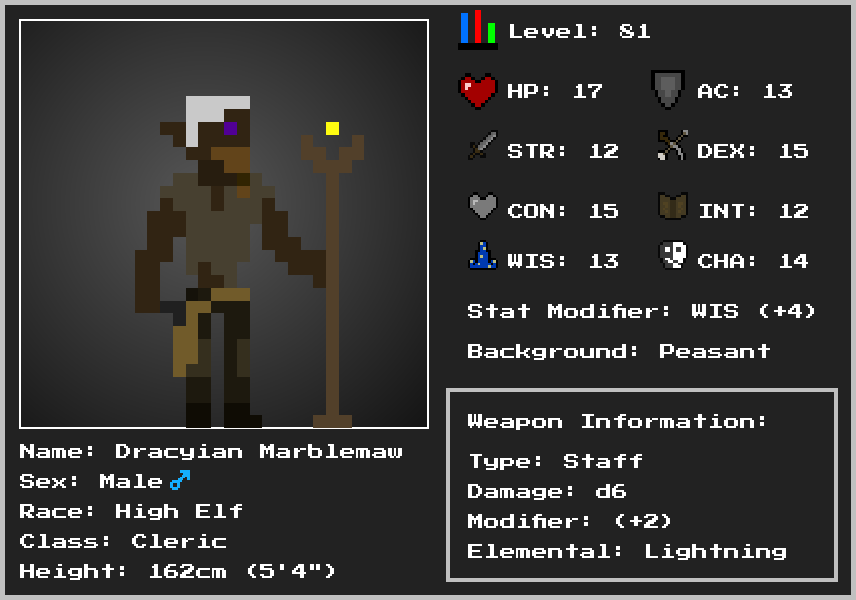 Level: 81
HP: 17
AC: 13
STR: 12
DEX: 15
CON: 15
INT: 12
WIS: 13
CHA: 14
Stat Modifier: WIS (+4)
Background: Peasant
Weapon Information:
Type: Staff
Damage: d6
Modifier: (+2)
Elemental: Lightning
Name: Dracyian Marblemaw
Sex: Male♂
Race: High Elf
Class: Cleric
Height: 162cm (5'4")